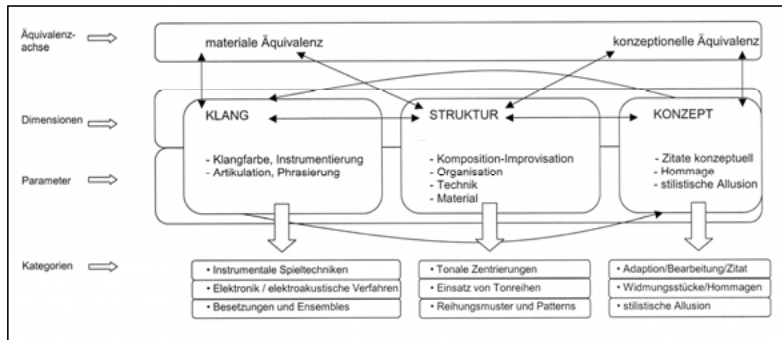 Äquivalenz-
achse
materiale Äquivalenz
konzeptionelle Äquivalenz
Dimensionen
KLANG
STRUKTUR
KONZEPT
Parameter
- Klangfarbe, Instrumentierung
- Artikulation, Phrasierung
- Komposition-Improvisation
- Organisation
- Technik
- Material
- Zitate konzeptuell
- Hommage
- stilistische Allusion
Kategorien
• Instrumentale Spieltechniken
• Elektronik / elektroakustische Verfahren
• Besetzungen und Ensembles
• Tonale Zentrierungen
• Einsatz von Tonreihen
• Reihungsmuster und Patterns
• Adaption/Bearbeitung/Zitat
• Widmungsstücke/Hommagen
• stilistische Allusion